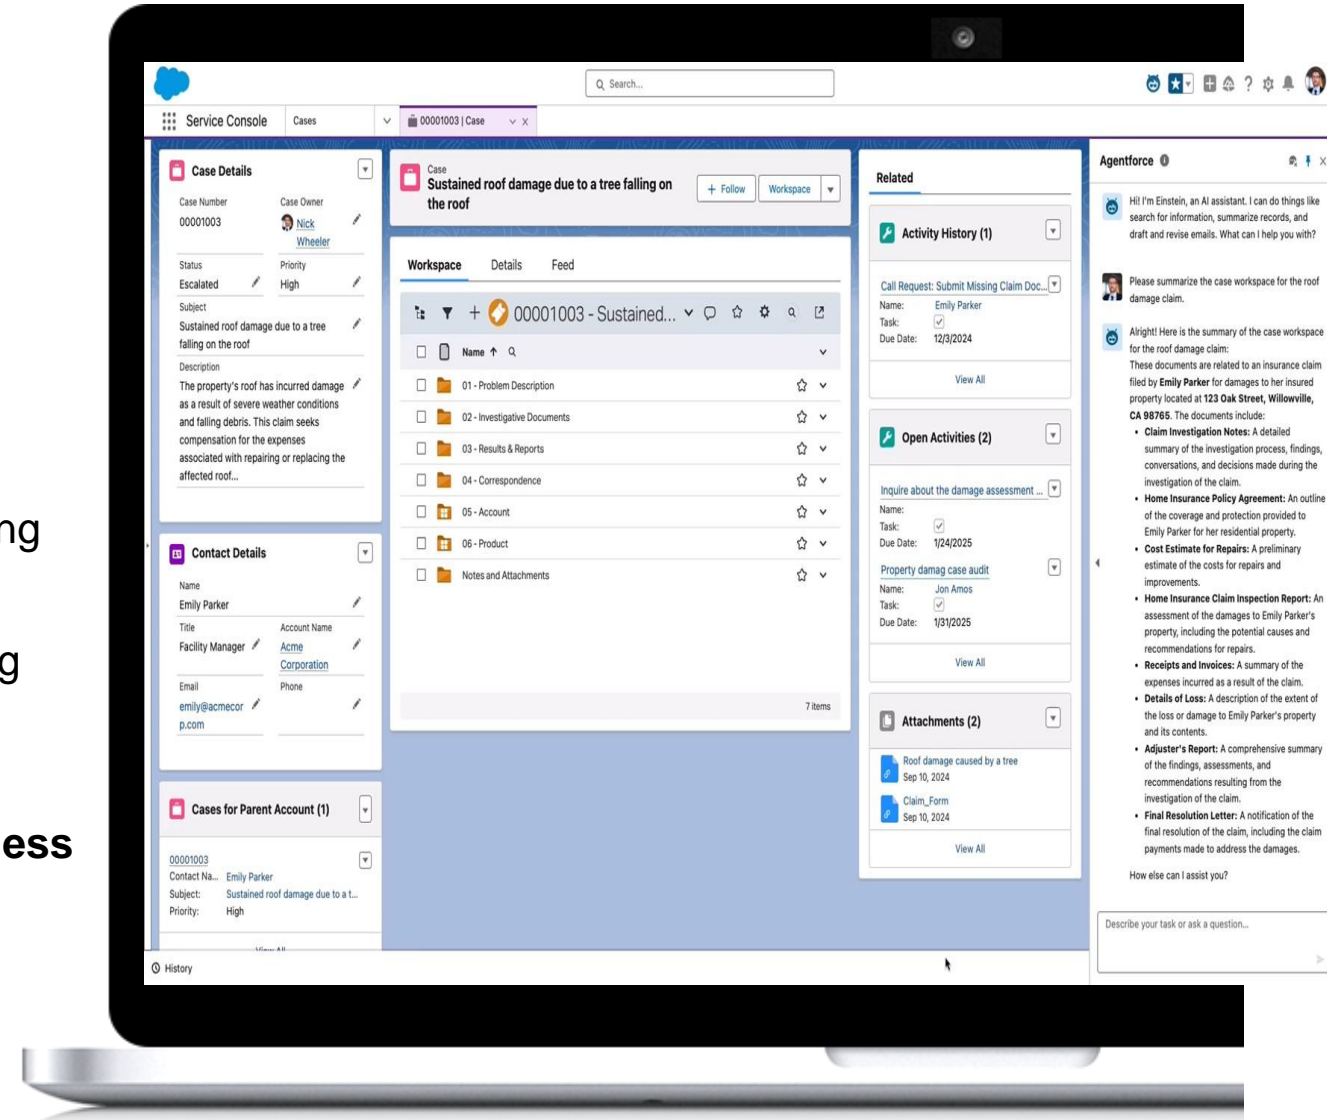 ng
g
ess
Search...
Service Console
Cases
00001003 | Case
Case Details
Case Number
00001003
Case Owner
Nick
Wheeler
Status
Escalated
Priority
High
Subject
Sustained roof damage due to a tree
falling on the roof
Description
The property's roof has incurred damage
as a result of severe weather conditions
and falling debris. This claim seeks
compensation for the expenses
associated with repairing or replacing the
affected roof...
Contact Details
Name
Emily Parker
Title
Facility Manager
Account Name
Acme
Corporation
Email
emily@acmecor
p.com
Phone
Cases for Parent Account (1)
00001003
Contact Na... Emily Parker
Subject: Sustained roof damage due to a t...
Priority: High
View All
History
Case
Sustained roof damage due to a tree falling on
the roof
+ Follow
Workspace
Workspace Details Feed
00001003 - Sustained...
Name
01 - Problem Description
02 - Investigative Documents
03 - Results & Reports
04 - Correspondence
05 - Account
06 - Product
Notes and Attachments
7 items
Related
Activity History (1)
Call Request: Submit Missing Claim Doc...
Name: Emily Parker
Task:
Due Date: 12/3/2024
View All
Open Activities (2)
Inquire about the damage assessment ...
Name:
Task:
Due Date: 1/24/2025
Property damag case audit
Name: Jon Amos
Task:
Due Date: 1/31/2025
View All
Attachments (2)
Roof damage caused by a tree
Sep 10, 2024
Claim_Form
Sep 10, 2024
View All
Agentforce
Hi! I'm Einstein, an AI assistant. I can do things like
search for information, summarize records, and
draft and revise emails. What can I help you with?
Please summarize the case workspace for the roof
damage claim.
Alright! Here is the summary of the case workspace
for the roof damage claim:
These documents are related to an insurance claim
filed by Emily Parker for damages to her insured
property located at 123 Oak Street, Willowville,
CA 98765. The documents include:
• Claim Investigation Notes: A detailed
summary of the investigation process, findings,
conversations, and decisions made during the
investigation of the claim.
• Home Insurance Policy Agreement: An outline
of the coverage and protection provided to
Emily Parker for her residential property.
• Cost Estimate for Repairs: A preliminary
estimate of the costs for repairs and
improvements.
• Home Insurance Claim Inspection Report: An
assessment of the damages to Emily Parker's
property, including the potential causes and
recommendations for repairs.
• Receipts and Invoices: A summary of the
expenses incurred as a result of the claim.
• Details of Loss: A description of the extent of
the loss or damage to Emily Parker's property
and its contents.
• Adjuster's Report: A comprehensive summary
of the findings, assessments, and
recommendations resulting from the
investigation of the claim.
• Final Resolution Letter: A notification of the
final resolution of the claim, including the claim
payments made to address the damages.
How else can I assist you?
Describe your task or ask a question...